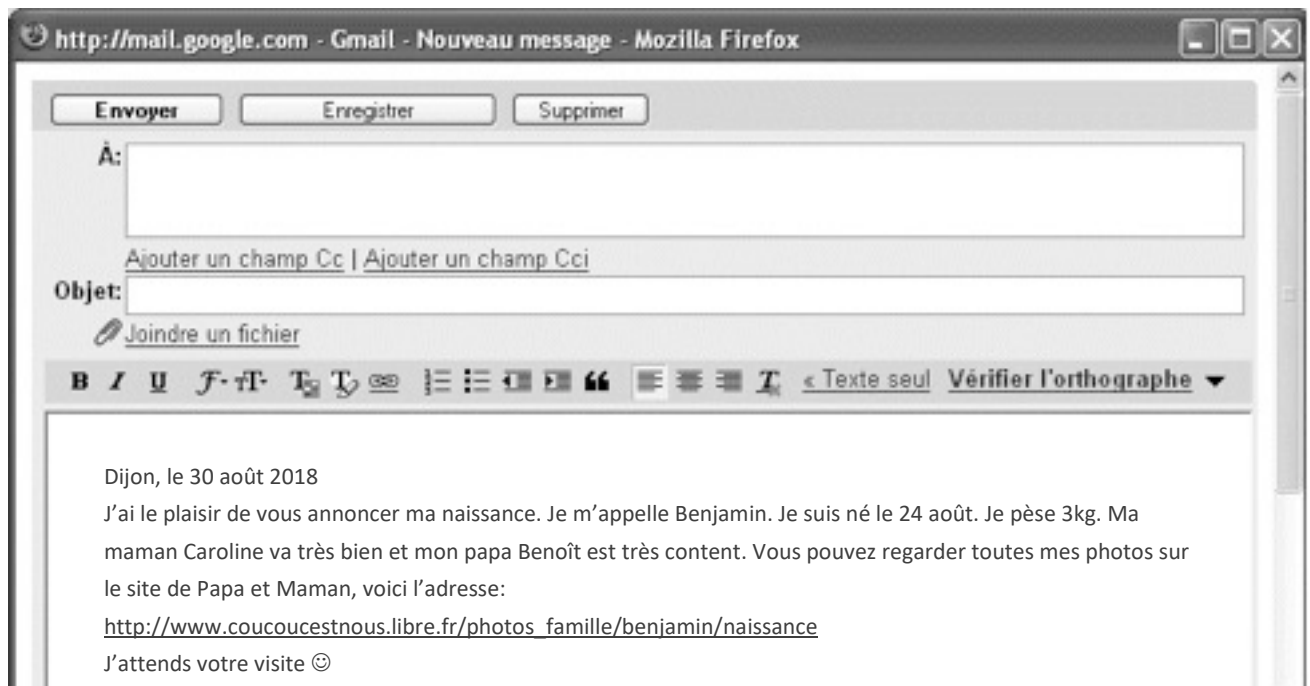 http://mail.google.com - Gmail - Nouveau message - Mozilla Firefox
Envoyer Enregistrer Supprimer
À:
Ajouter un champ Cc | Ajouter un champ Cci
Objet:
Joindre un fichier
B I U F T T T “ T « Texte seul Vérifier l'orthographe
Dijon, le 30 août 2018
J’ai le plaisir de vous annoncer ma naissance. Je m’appelle Benjamin. Je suis né le 24 août. Je pèse 3kg. Ma
maman Caroline va très bien et mon papa Benoît est très content. Vous pouvez regarder toutes mes photos sur
le site de Papa et Maman, voici l’adresse:
http://www.coucoucestnous.libre.fr/photos_famille/benjamin/naissance
J’attends votre visite ☺